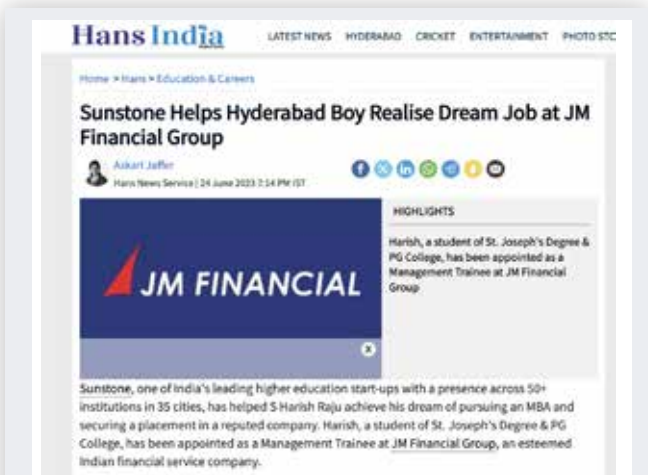 Hans India
LATEST NEWS HYDERABAD CRICKET ENTERTAINMENT PHOTO STO
Home > Hans > Education & Careers
Sunstone Helps Hyderabad Boy Realise Dream Job at JM
Financial Group
Askari Jaffer
Hans News Service | 24 June 2023 7:14 PM IST
HIGHLIGHTS
Harish, a student of St. Joseph's Degree &
PG College, has been appointed as a
Management Trainee at JM Financial
Group
JM FINANCIAL
Sunstone, one of India's leading higher education start-ups with a presence across 50+
institutions in 35 cities, has helped S Harish Raju achieve his dream of pursuing an MBA and
securing a placement in a reputed company. Harish, a student of St. Joseph's Degree & PG
College, has been appointed as a Management Trainee at JM Financial Group, an esteemed
Indian financial service company.